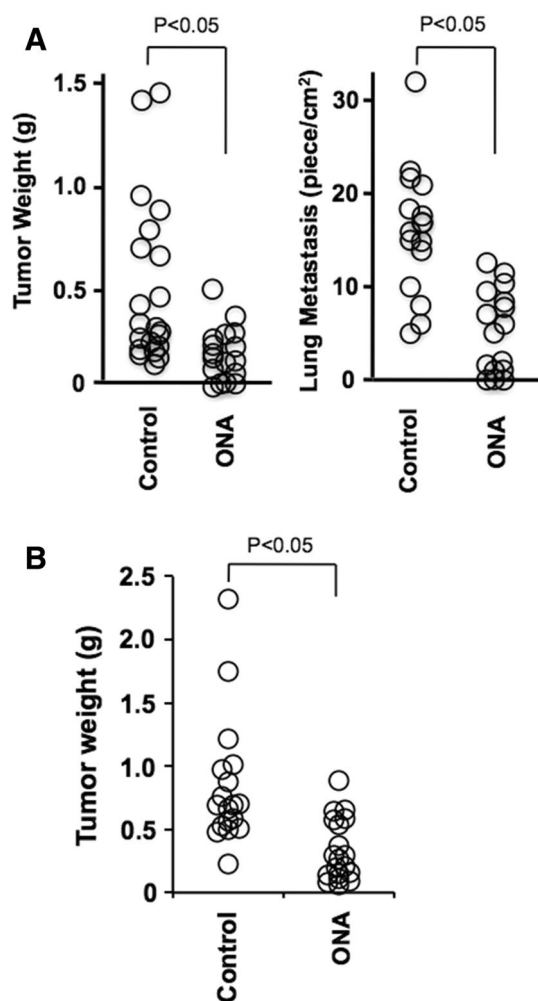 A
P<0.05
P<0.05
Tumor Weight (g)
1.5
1.0
0.5
0
Control
ONA
Lung Metastasis (piece/cm²)
30
20
10
0
Control
ONA
B
P<0.05
Tumor weight (g)
2.5
2.0
1.5
1.0
0.5
0
Control
ONA